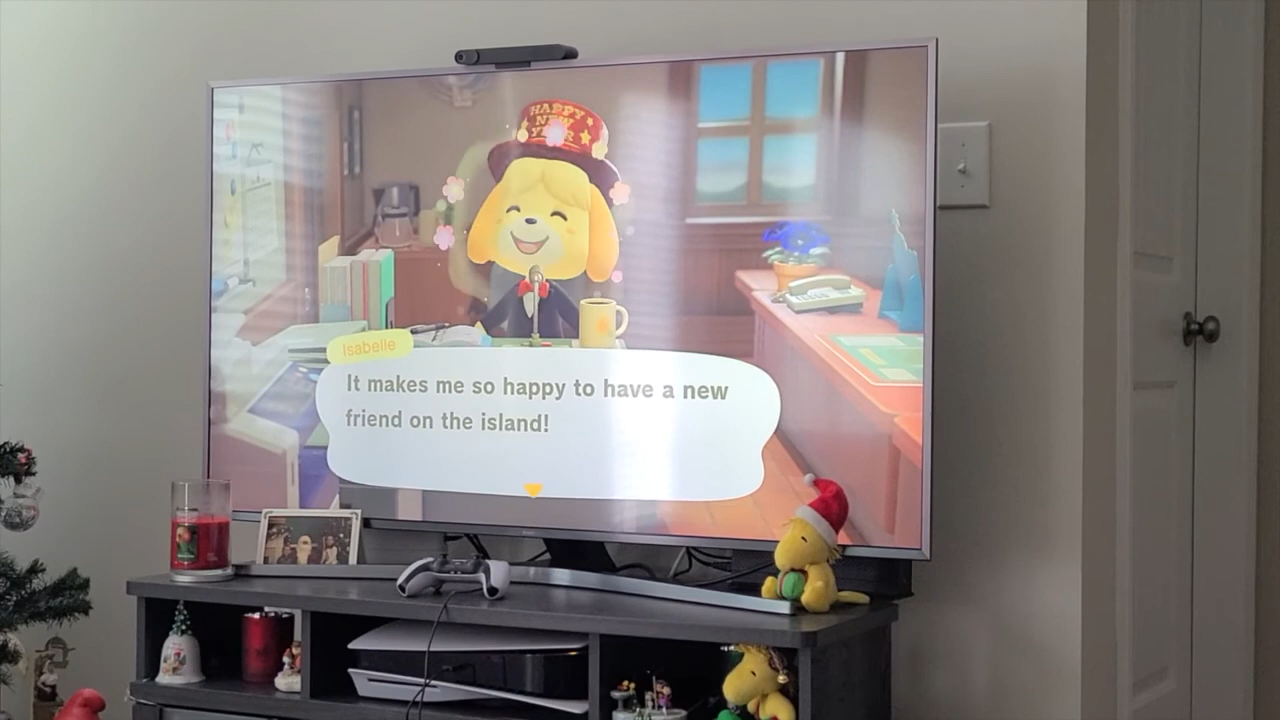 HAPPY
NEW
YEAR
Isabelle
It makes me so happy to have a new
friend on the island!